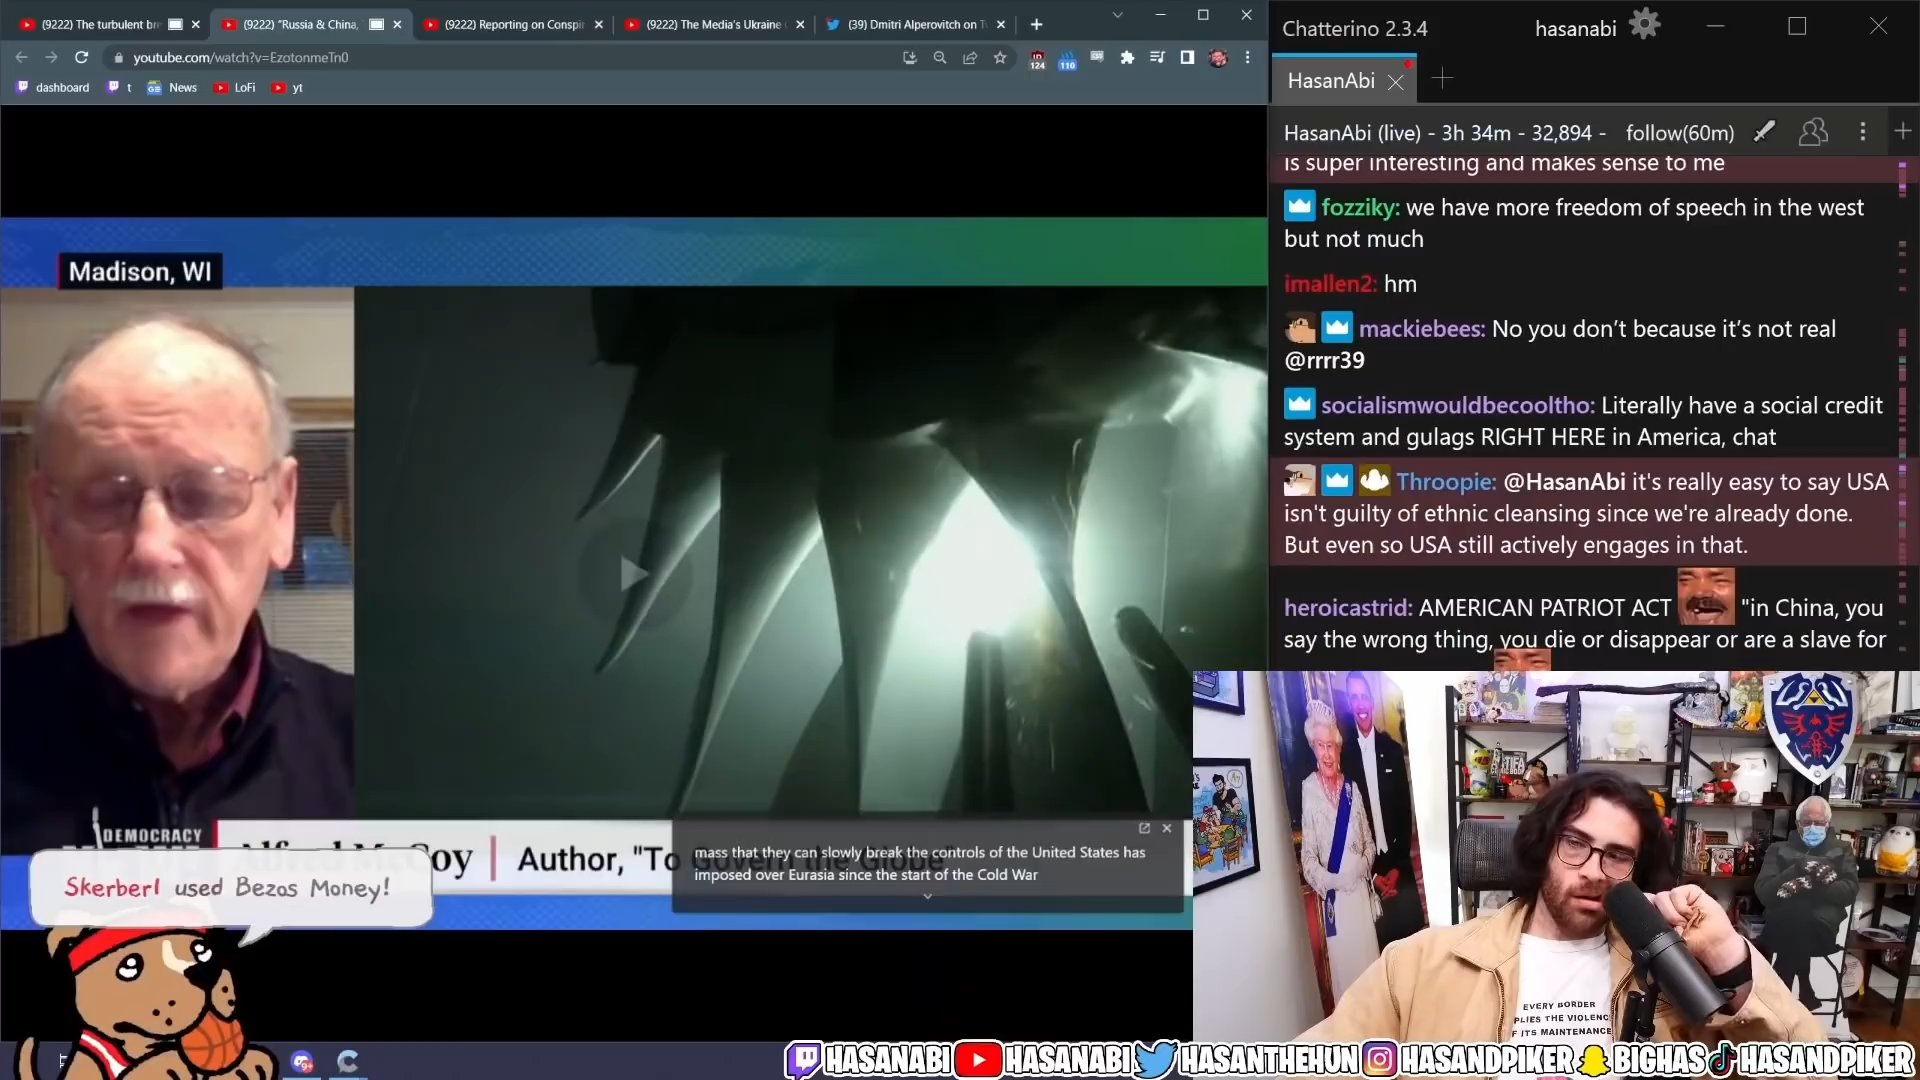 (9222) The turbulent br
(9222) "Russia & China,
(9222) Reporting on Conspir
(9222) The Media's Ukraine
(39) Dmitri Alperovitch on T
youtube.com/watch?v=EzotonmeTn0
124
110
dashboard
t
News
LoFi
yt
Madison, WI
DEMOCRACY
Alfred McCoy
Author, "To Govern the Globe"
mass that they can slowly break the controls of the United States has
imposed over Eurasia since the start of the Cold War
Skerberl used Bezos Money!
Chatterino 2.3.4
hasanabi
HasanAbi
HasanAbi (live) - 3h 34m - 32,894 -
follow(60m)
is super interesting and makes sense to me
fozziky: we have more freedom of speech in the west
but not much
imallen2: hm
mackiebees: No you don't because it's not real
@rrrr39
socialismwouldbecooltho: Literally have a social credit
system and gulags RIGHT HERE in America, chat
Throopie: @HasanAbi it's really easy to say USA
isn't guilty of ethnic cleansing since we're already done.
But even so USA still actively engages in that.
heroicastrid: AMERICAN PATRIOT ACT "in China, you
say the wrong thing, you die or disappear or are a slave for
EVERY BORDER
PLIES THE VIOLENC
F ITS MAINTENANCE
HASANABI
HASANABI
HASANTHEHUN
HASANDPIKER
BIGHAS
HASANDPIKER